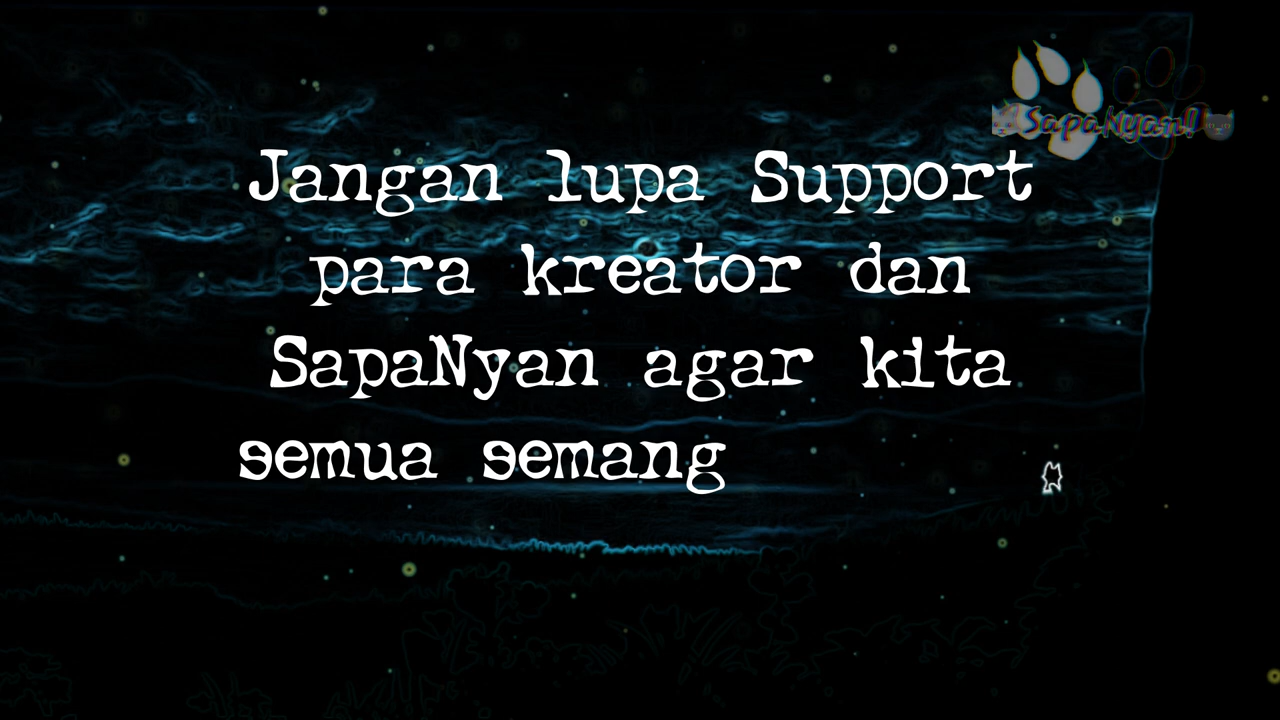 SapaNyan!!
Jangan lupa Support
para kreator dan
SapaNyan agar kita
semua semang